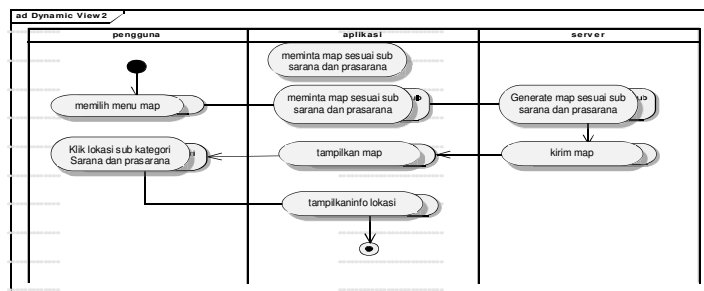 ad Dynamic View2
pengguna
aplikasi
server
meminta map sesuai sub
sarana dan prasarana
memilih menu map
meminta map sesuai sub
sarana dan prasarana
Generate map sesuai sub
sarana dan prasarana
Klik lokasi sub kategori
Sarana dan prasarana
tampilkan map
kirim map
tampilkaninfo lokasi